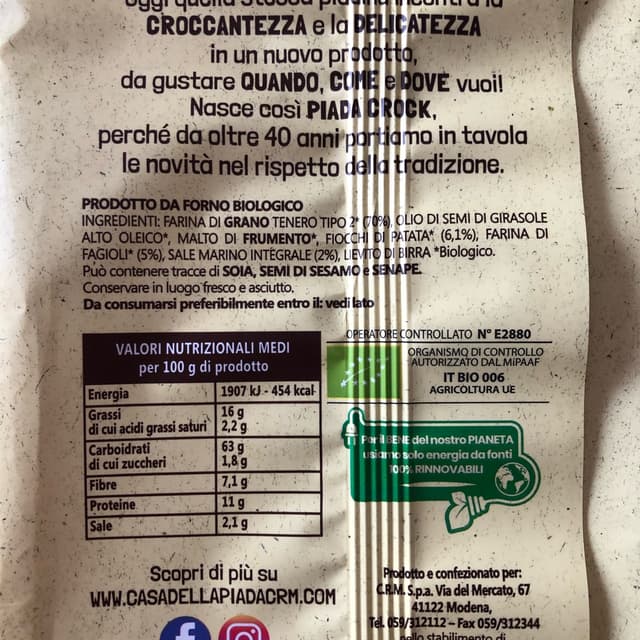 oggi quella stessa piadina incontra la
CROCCANTEZZA e la DELICATEZZA
in un nuovo prodotto,
da gustare QUANDO, COME e DOVE vuoi!
Nasce così PIADA CROCK,
perché da oltre 40 anni portiamo in tavola
le novità nel rispetto della tradizione.
PRODOTTO DA FORNO BIOLOGICO
INGREDIENTI: FARINA DI GRANO TENERO TIPO 2* (70%), OLIO DI SEMI DI GIRASOLE
ALTO OLEICO*, MALTO DI FRUMENTO*, FIOCCHI DI PATATA* (6,1%), FARINA DI
FAGIOLI* (5%), SALE MARINO INTEGRALE (2%), LIEVITO DI BIRRA *Biologico.
Può contenere tracce di SOIA, SEMI DI SESAMO e SENAPE.
Conservare in luogo fresco e asciutto.
Da consumarsi preferibilmente entro il: vedi lato
VALORI NUTRIZIONALI MEDI
per 100 g di prodotto
Energia 1907 kJ - 454 kcal
Grassi 16 g
di cui acidi grassi saturi 2,2 g
Carboidrati 63 g
di cui zuccheri 1,8 g
Fibre 7,1 g
Proteine 11 g
Sale 2,1 g
OPERATORE CONTROLLATO N° E2880
ORGANISMO DI CONTROLLO
AUTORIZZATO DAL MiPAAF
IT BIO 006
AGRICOLTURA UE
Per il BENE del nostro PIANETA
usiamo solo energia da fonti
100% RINNOVABILI
Scopri di più su
WWW.CASADELLAPIADACRM.COM
Prodotto e confezionato per:
C.R.M. S.p.a. Via del Mercato, 67
41122 Modena,
Tel. 059/312112 – Fax 059/312344
nello stabilimento di